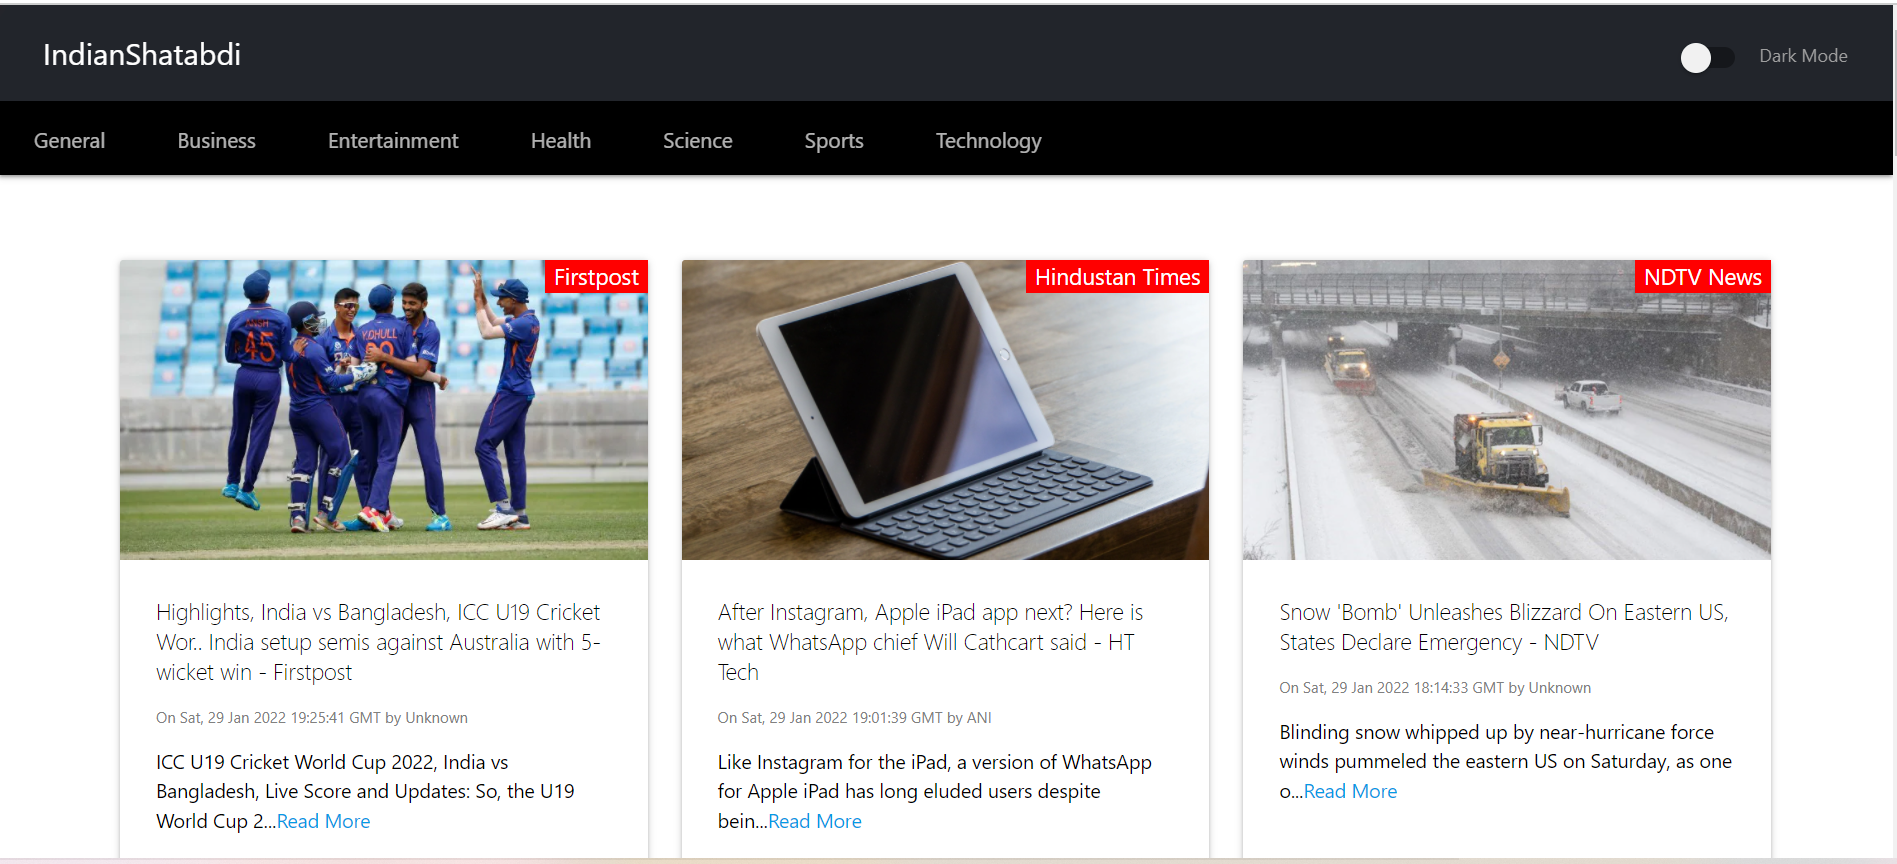 IndianShatabdi
Dark Mode
General Business Entertainment Health Science Sports Technology
Firstpost
45
Y.DHULL
Highlights, India vs Bangladesh, ICC U19 Cricket
Wor.. India setup semis against Australia with 5-
wicket win - Firstpost
On Sat, 29 Jan 2022 19:25:41 GMT by Unknown
ICC U19 Cricket World Cup 2022, India vs
Bangladesh, Live Score and Updates: So, the U19
World Cup 2...Read More
Hindustan Times
After Instagram, Apple iPad app next? Here is
what WhatsApp chief Will Cathcart said - HT
Tech
On Sat, 29 Jan 2022 19:01:39 GMT by ANI
Like Instagram for the iPad, a version of WhatsApp
for Apple iPad has long eluded users despite
bein...Read More
NDTV News
Snow 'Bomb' Unleashes Blizzard On Eastern US,
States Declare Emergency - NDTV
On Sat, 29 Jan 2022 18:14:33 GMT by Unknown
Blinding snow whipped up by near-hurricane force
winds pummeled the eastern US on Saturday, as one
o...Read More